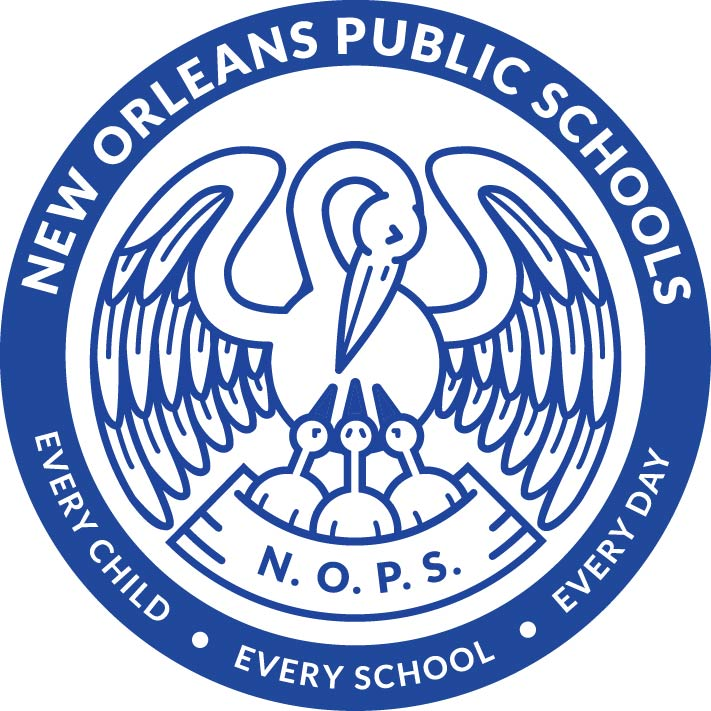 NEW ORLEANS PUBLIC SCHOOLS
N. O. P. S.
EVERY CHILD • EVERY SCHOOL • EVERY DAY